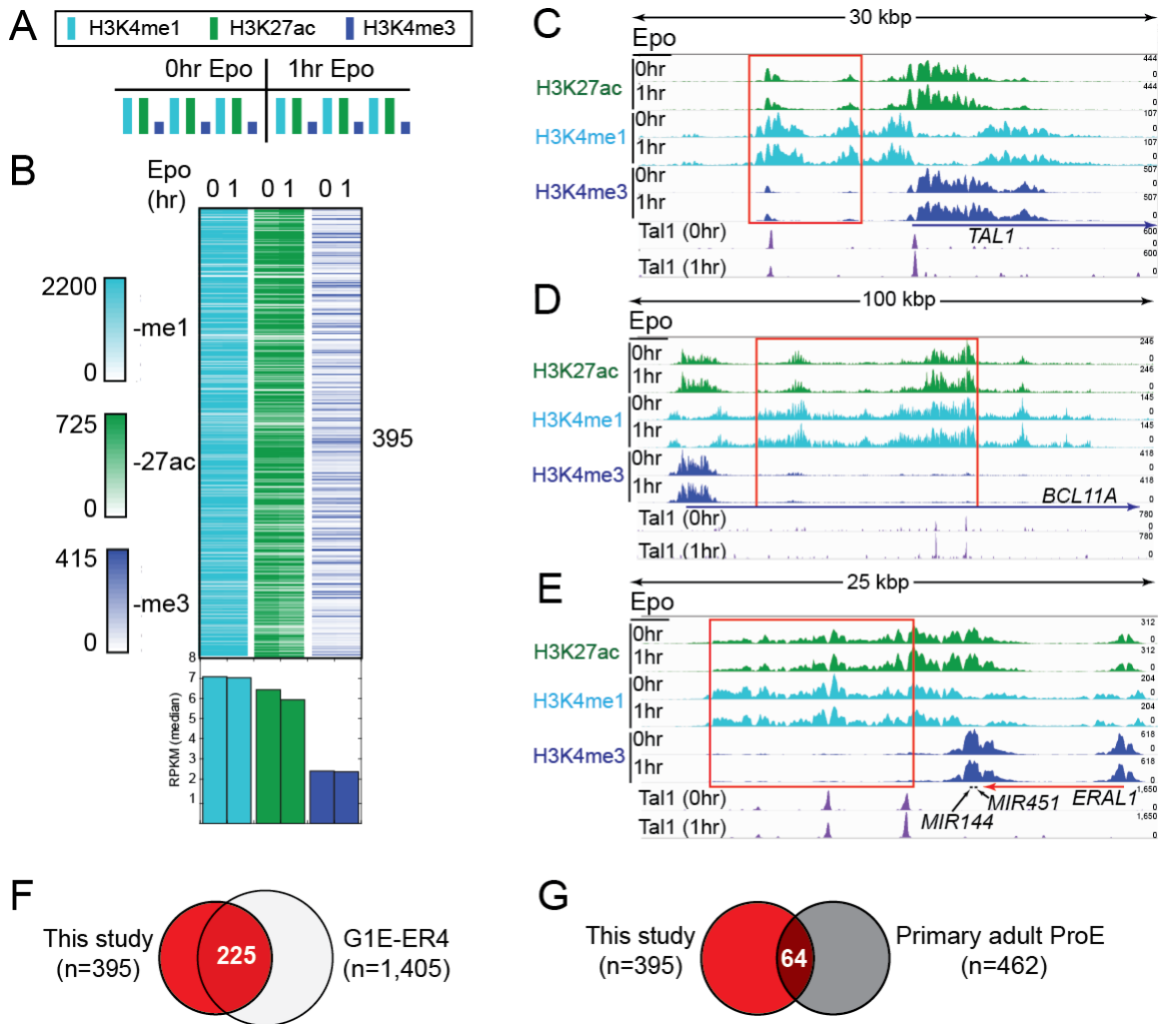 A
H3K4me1 H3K27ac H3K4me3
0hr Epo 1hr Epo
B
Epo
(hr)
0 1 0 1 0 1
2200
-me1
0
725
-27ac
0
415
-me3
0
395
8
7
6
5
4
3
2
1
RPKM (median)
C
30 kbp
Epo
H3K27ac
0hr
444
0
1hr
444
0
H3K4me1
0hr
107
0
1hr
107
0
H3K4me3
0hr
507
0
1hr
507
0
TAL1
Tal1 (0hr)
600
0
Tal1 (1hr)
600
0
D
100 kbp
Epo
H3K27ac
0hr
246
0
1hr
246
0
H3K4me1
0hr
145
0
1hr
145
0
H3K4me3
0hr
418
0
1hr
418
0
BCL11A
Tal1 (0hr)
780
0
Tal1 (1hr)
780
0
E
25 kbp
Epo
H3K27ac
0hr
312
0
1hr
312
0
H3K4me1
0hr
204
0
1hr
204
0
H3K4me3
0hr
618
0
1hr
618
0
MIR144
MIR451
ERAL1
Tal1 (0hr)
1,650
0
Tal1 (1hr)
1,650
0
F
This study
(n=395)
225
G1E-ER4
(n=1,405)
G
This study
(n=395)
64
Primary adult ProE
(n=462)